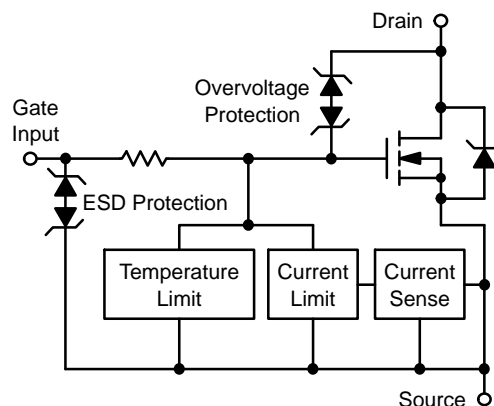 Drain
Overvoltage
Protection
Gate
Input
ESD Protection
Temperature
Limit
Current
Limit
Current
Sense
Source